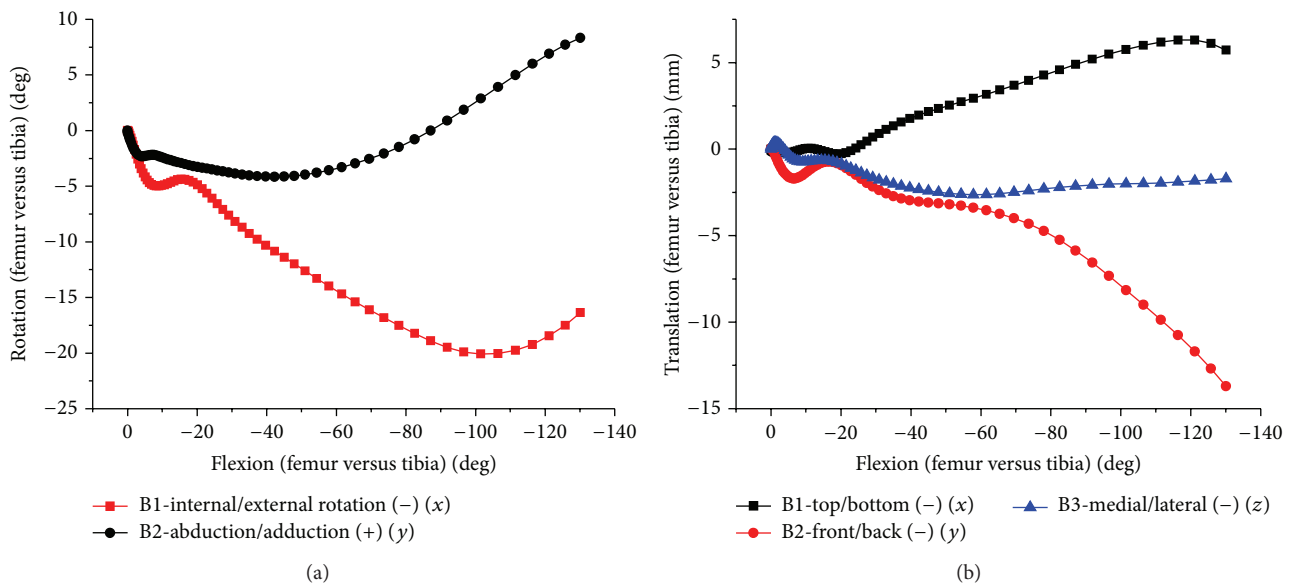 10
5
0
−5
−10
−15
−20
−25
Rotation (femur versus tibia) (deg)
0 −20 −40 −60 −80 −100 −120 −140
Flexion (femur versus tibia) (deg)
B1-internal/external rotation (−) (x)
B2-abduction/adduction (+) (y)
(a)
5
0
−5
−10
−15
Translation (femur versus tibia) (mm)
0 −20 −40 −60 −80 −100 −120 −140
Flexion (femur versus tibia) (deg)
B1-top/bottom (−) (x)
B3-medial/lateral (−) (z)
B2-front/back (−) (y)
(b)